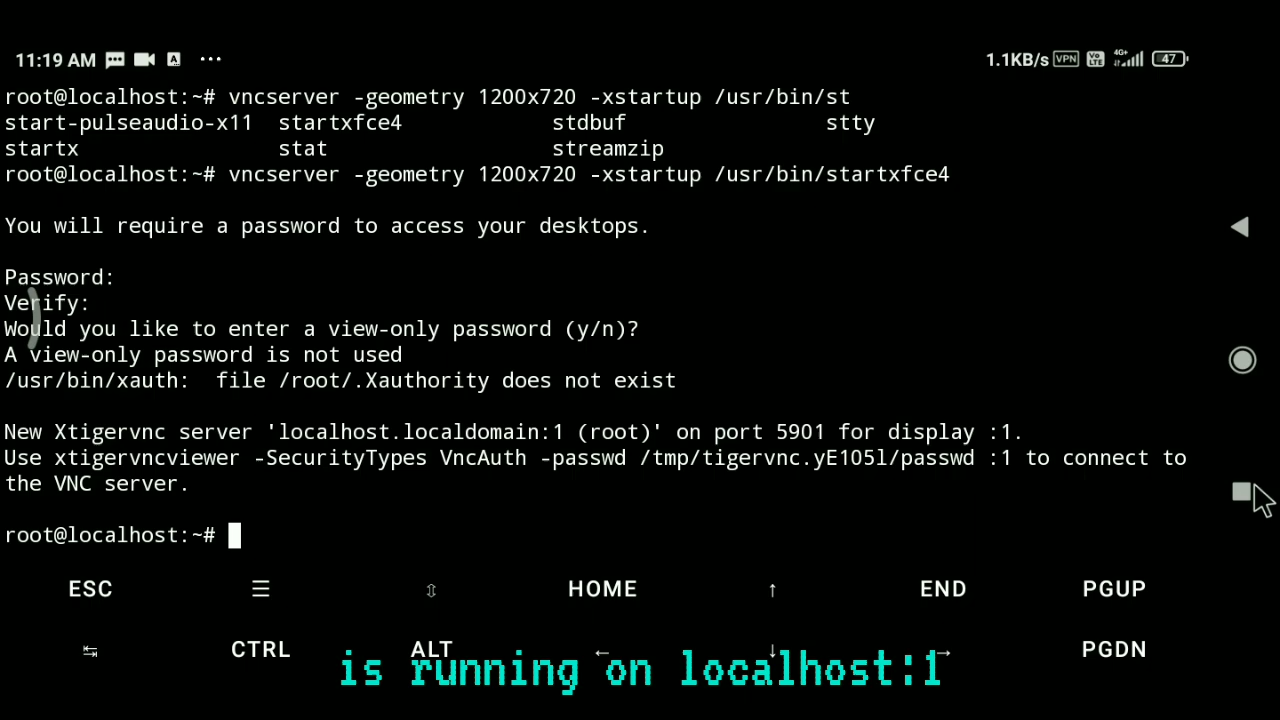 11:19 AM ... 1.1KB/s VPN Vo LTE 4G+ 47
root@localhost:~# vncserver -geometry 1200x720 -xstartup /usr/bin/st
start-pulseaudio-x11 startxfce4 stdbuf stty
startx stat streamzip
root@localhost:~# vncserver -geometry 1200x720 -xstartup /usr/bin/startxfce4
You will require a password to access your desktops.
Password:
Verify:
Would you like to enter a view-only password (y/n)?
A view-only password is not used
/usr/bin/xauth:  file /root/.Xauthority does not exist
New Xtigervnc server 'localhost.localdomain:1 (root)' on port 5901 for display :1.
Use xtigervncviewer -SecurityTypes VncAuth -passwd /tmp/tigervnc.yE105l/passwd :1 to connect to
the VNC server.
root@localhost:~#
ESC ☰ ⇳ HOME ↑ END PGUP
↹ CTRL ALT ← ↓ → PGDN
is running on localhost:1